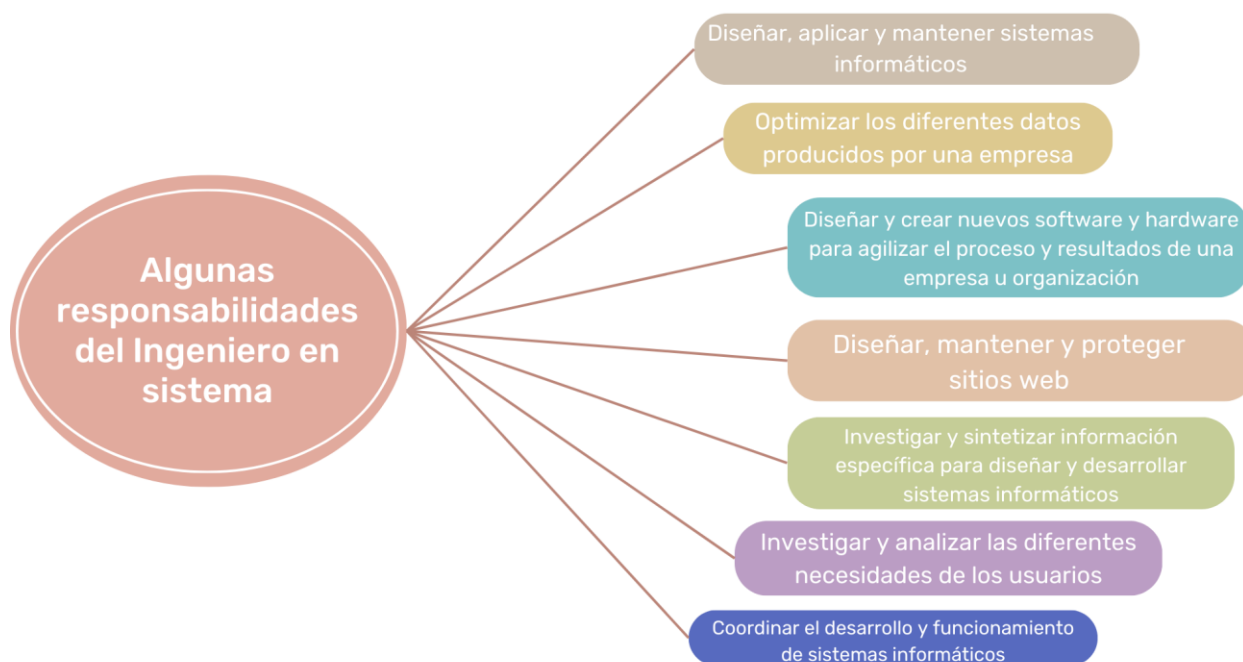 Algunas
responsabilidades
del Ingeniero en
sistema
Diseñar, aplicar y mantener sistemas
informáticos
Optimizar los diferentes datos
producidos por una empresa
Diseñar y crear nuevos software y hardware
para agilizar el proceso y resultados de una
empresa u organización
Diseñar, mantener y proteger
sitios web
Investigar y sintetizar información
específica para diseñar y desarrollar
sistemas informáticos
Investigar y analizar las diferentes
necesidades de los usuarios
Coordinar el desarrollo y funcionamiento
de sistemas informáticos